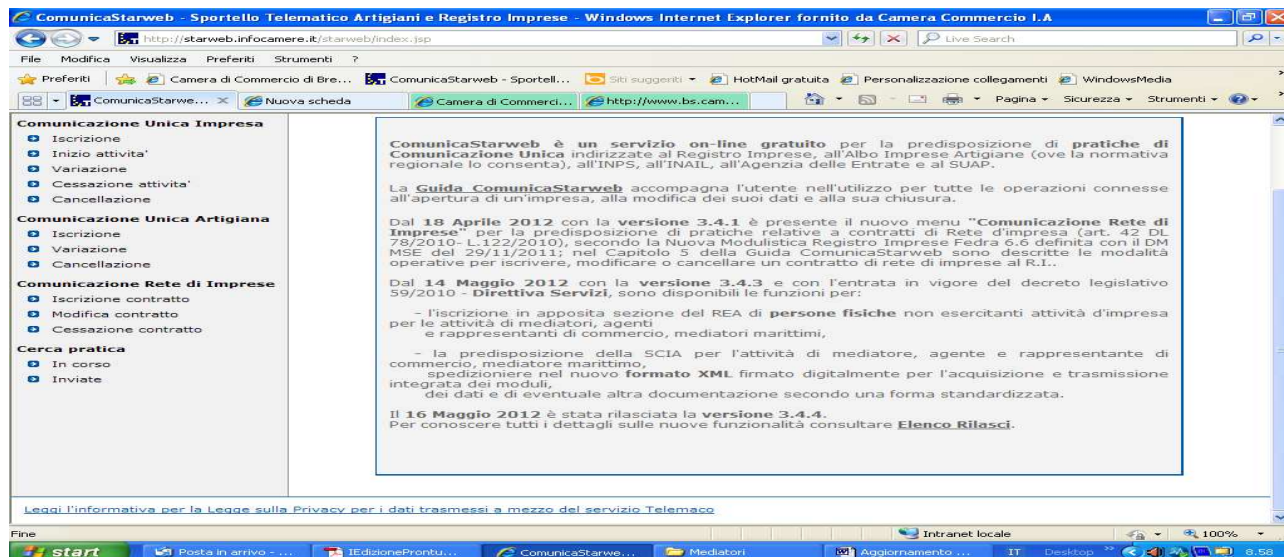 ComunicaStarweb - Sportello Telematico Artigiani e Registro Imprese - Windows Internet Explorer fornito da Camera Commercio I.A
http://starweb.infocamere.it/starweb/index.jsp
Live Search
File Modifica Visualizza Preferiti Strumenti ?
Preferiti Camera di Commercio di Bre... ComunicaStarweb - Sportell... Siti suggeriti HotMail gratuita Personalizzazione collegamenti WindowsMedia
ComunicaStarwe... Nuova scheda Camera di Commerci... http://www.bs.cam... Pagina Sicurezza Strumenti
Comunicazione Unica Impresa
Iscrizione
Inizio attivita'
Variazione
Cessazione attivita'
Cancellazione
Comunicazione Unica Artigiana
Iscrizione
Variazione
Cancellazione
Comunicazione Rete di Imprese
Iscrizione contratto
Modifica contratto
Cessazione contratto
Cerca pratica
In corso
Inviate
ComunicaStarweb è un servizio on-line gratuito per la predisposizione di pratiche di
Comunicazione Unica indirizzate al Registro Imprese, all'Albo Imprese Artigiane (ove la normativa
regionale lo consenta), all'INPS, all'INAIL, all'Agenzia delle Entrate e al SUAP.
La Guida ComunicaStarweb accompagna l'utente nell'utilizzo per tutte le operazioni connesse
all'apertura di un'impresa, alla modifica dei suoi dati e alla sua chiusura.
Dal 18 Aprile 2012 con la versione 3.4.1 è presente il nuovo menu "Comunicazione Rete di
Imprese" per la predisposizione di pratiche relative a contratti di Rete d'impresa (art. 42 DL
78/2010- L.122/2010), secondo la Nuova Modulistica Registro Imprese Fedra 6.6 definita con il DM
MSE del 29/11/2011; nel Capitolo 5 della Guida ComunicaStarweb sono descritte le modalità
operative per iscrivere, modificare o cancellare un contratto di rete di imprese al R.I..
Dal 14 Maggio 2012 con la versione 3.4.3 e con l'entrata in vigore del decreto legislativo
59/2010 - Direttiva Servizi, sono disponibili le funzioni per:
- l'iscrizione in apposita sezione del REA di persone fisiche non esercitanti attività d'impresa
per le attività di mediatori, agenti
e rappresentanti di commercio, mediatori marittimi,
- la predisposizione della SCIA per l'attività di mediatore, agente e rappresentante di
commercio, mediatore marittimo,
spedizioniere nel nuovo formato XML firmato digitalmente per l'acquisizione e trasmissione
integrata dei moduli,
dei dati e di eventuale altra documentazione secondo una forma standardizzata.
Il 16 Maggio 2012 è stata rilasciata la versione 3.4.4.
Per conoscere tutti i dettagli sulle nuove funzionalità consultare Elenco Rilasci.
Leggi l'informativa per la Legge sulla Privacy per i dati trasmessi a mezzo del servizio Telemaco
Fine Intranet locale 100%
start Posta in arrivo - ... IEdizioneProntu... ComunicaStarwe... Mediatori Aggiornamento ... IT Desktop » 8.58